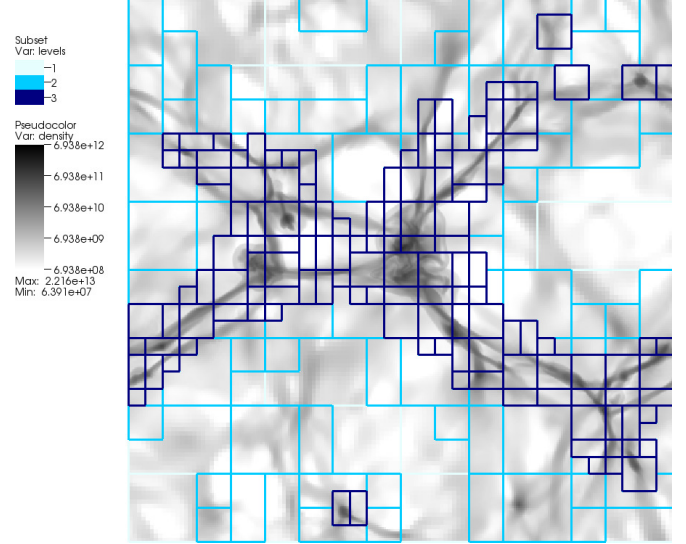 Subset
Var: levels
1
2
3
Pseudocolor
Var: density
6.938e+12
6.938e+11
6.938e+10
6.938e+09
6.938e+08
Max: 2.216e+13
Min: 6.391e+07